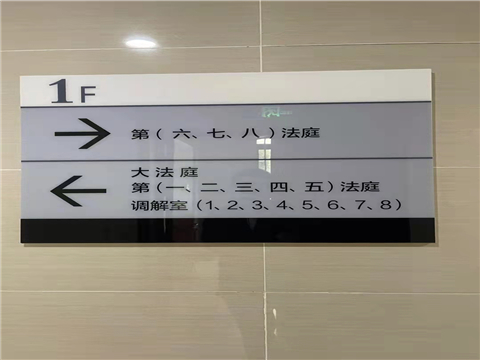 1F
第（六、七、八）法庭
大法庭
第（一、二、三、四、五）法庭
调解室（1、2、3、4、5、6、7、8）